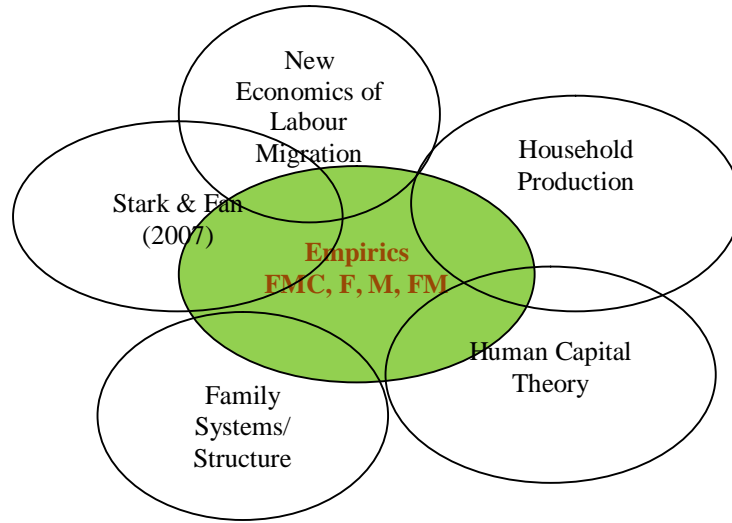 New
Economics of
Labour
Migration
Household
Production
Stark & Fan
(2007)
Empirics
FMC, F, M, FM
Human Capital
Theory
Family
Systems/
Structure